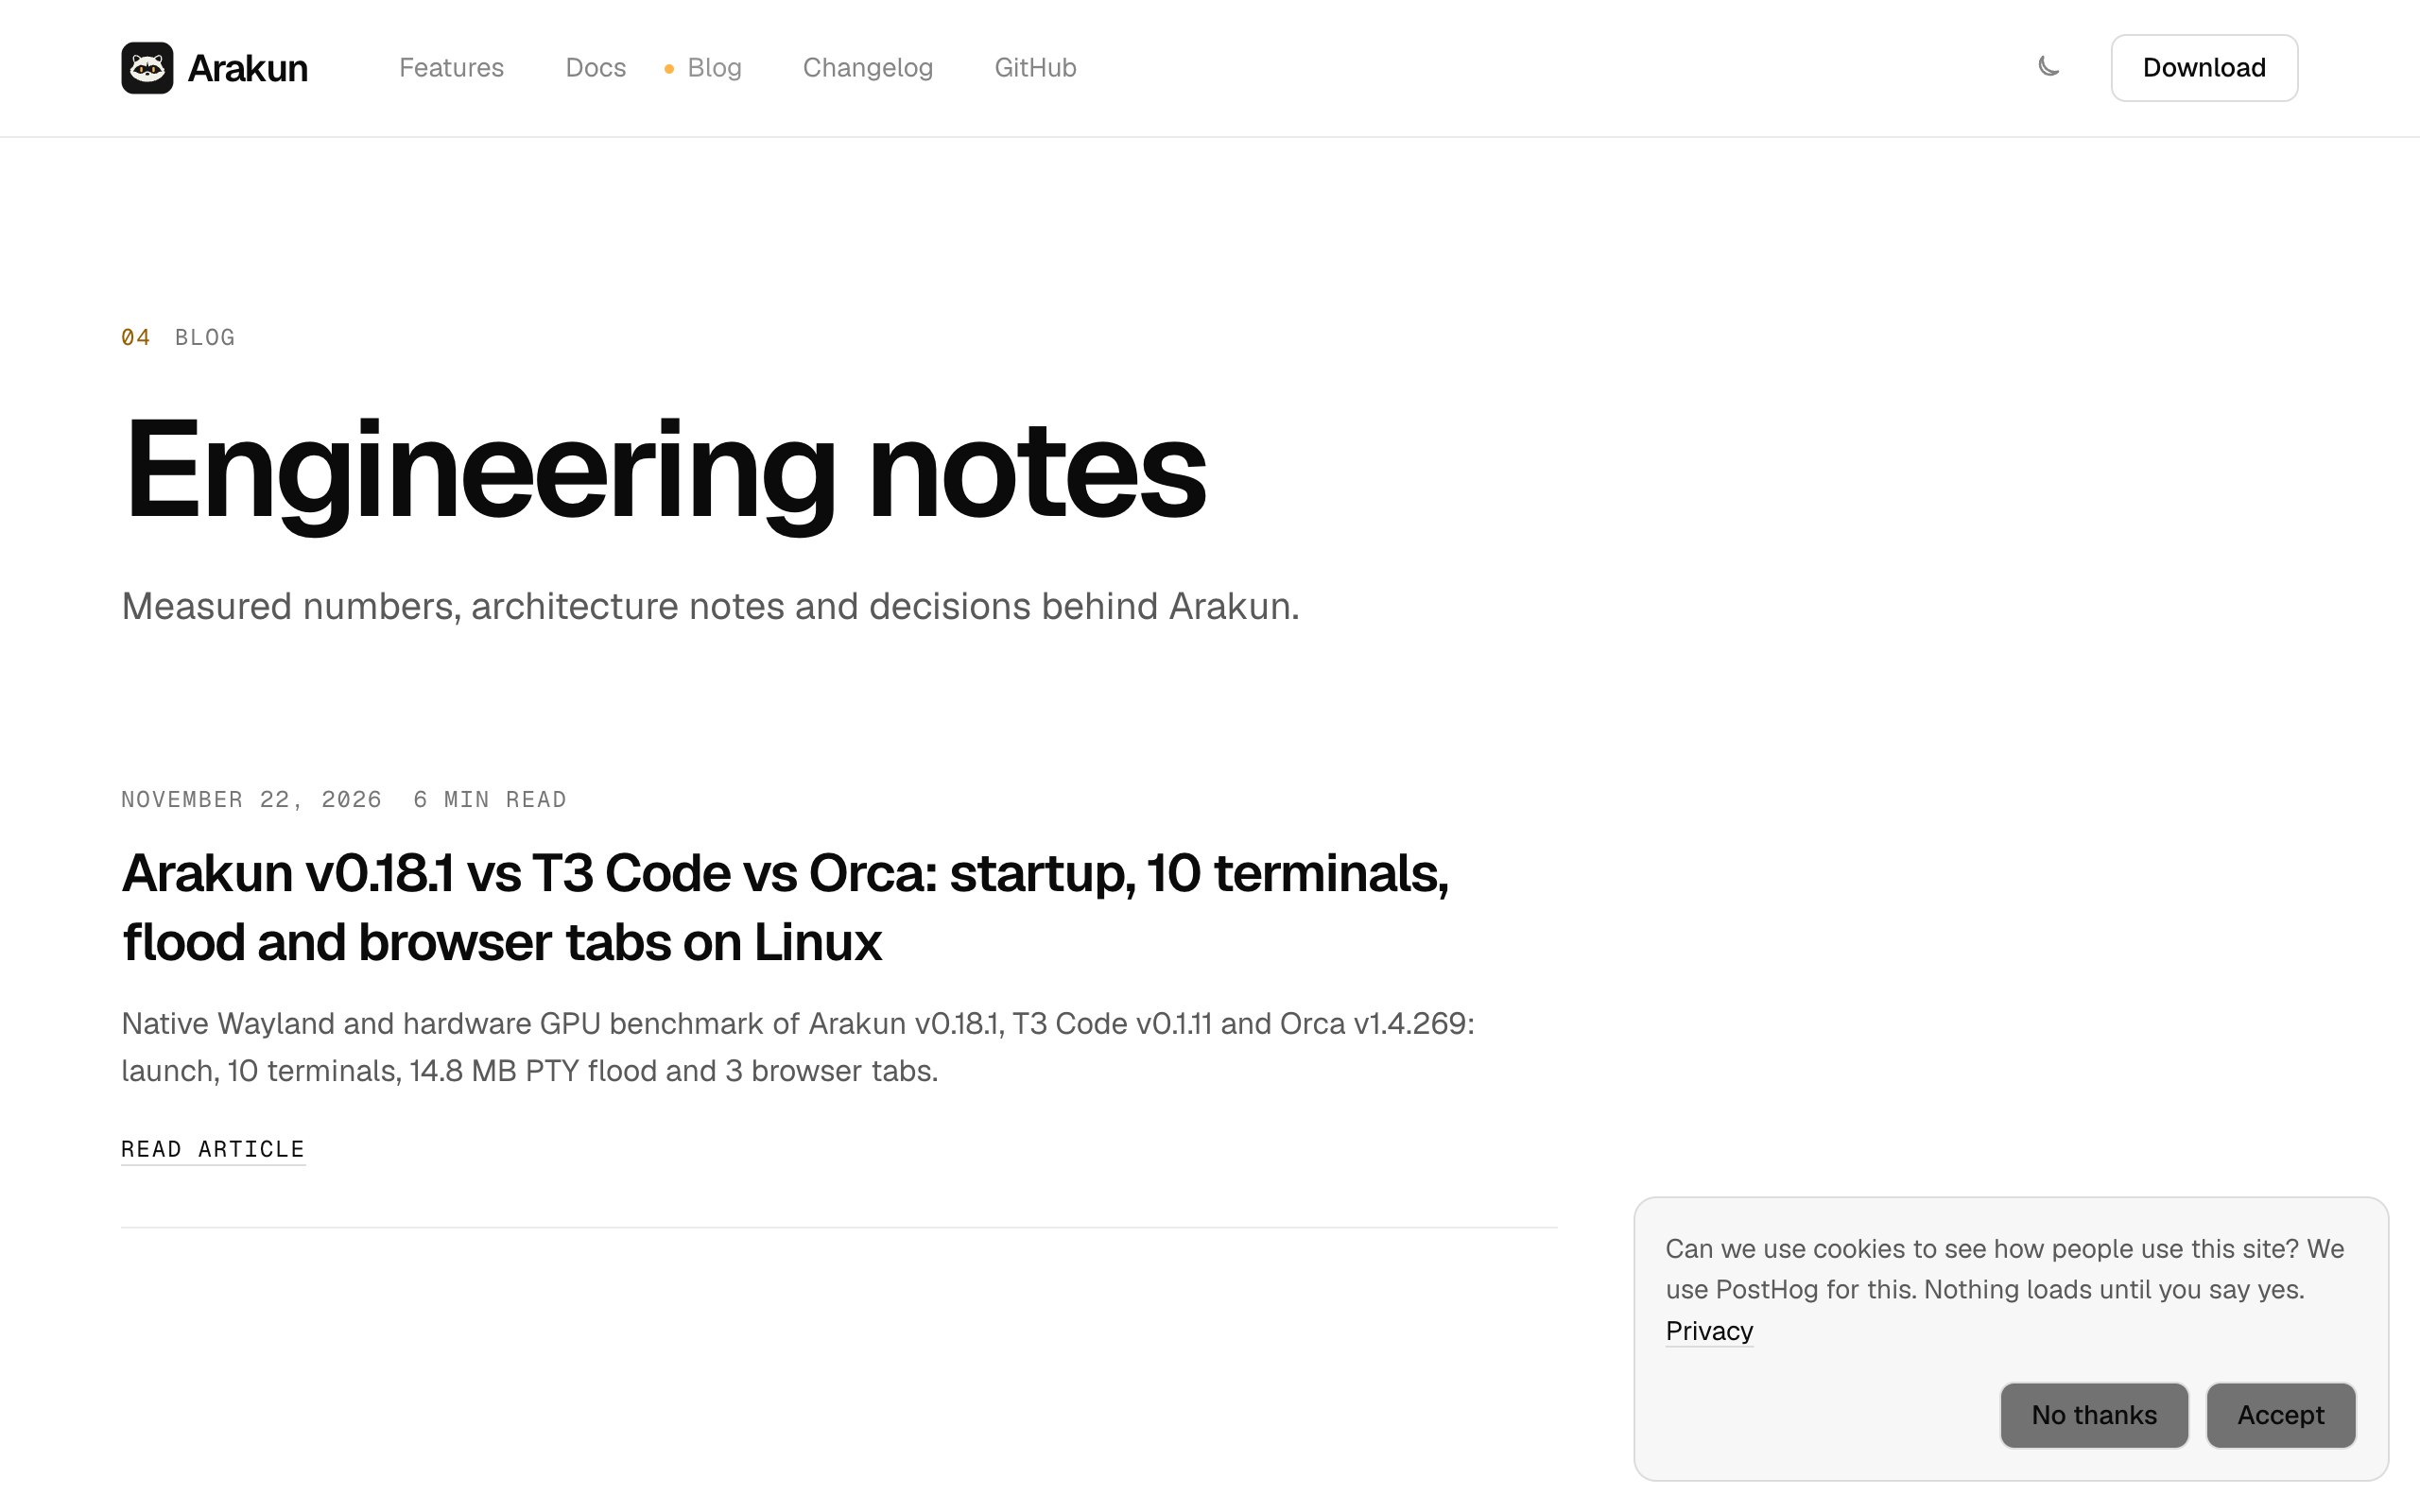 Arakun
Features
Docs
Blog
Changelog
GitHub
Download
04 BLOG
Engineering notes
Measured numbers, architecture notes and decisions behind Arakun.
NOVEMBER 22, 2026 6 MIN READ
Arakun v0.18.1 vs T3 Code vs Orca: startup, 10 terminals,
flood and browser tabs on Linux
Native Wayland and hardware GPU benchmark of Arakun v0.18.1, T3 Code v0.1.11 and Orca v1.4.269:
launch, 10 terminals, 14.8 MB PTY flood and 3 browser tabs.
READ ARTICLE
Can we use cookies to see how people use this site? We
use PostHog for this. Nothing loads until you say yes.
Privacy
No thanks
Accept